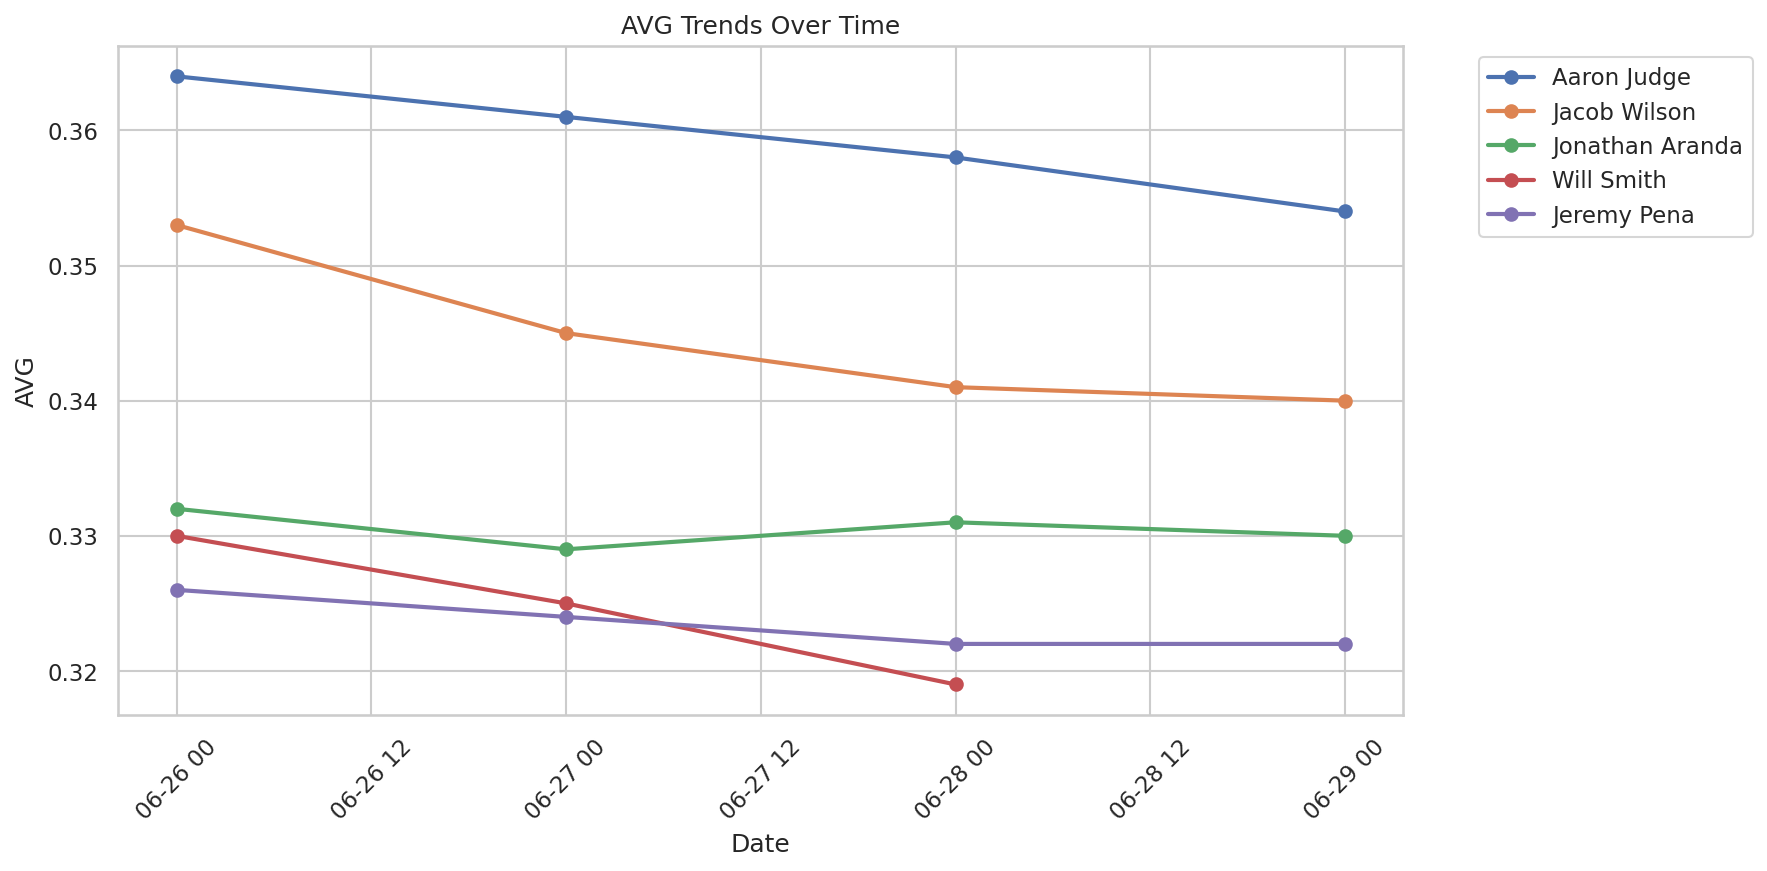 AVG Trends Over Time
Aaron Judge
Jacob Wilson
Jonathan Aranda
Will Smith
Jeremy Pena
AVG
0.36
0.35
0.34
0.33
0.32
06-26 00
06-26 12
06-27 00
06-27 12
06-28 00
06-28 12
06-29 00
Date